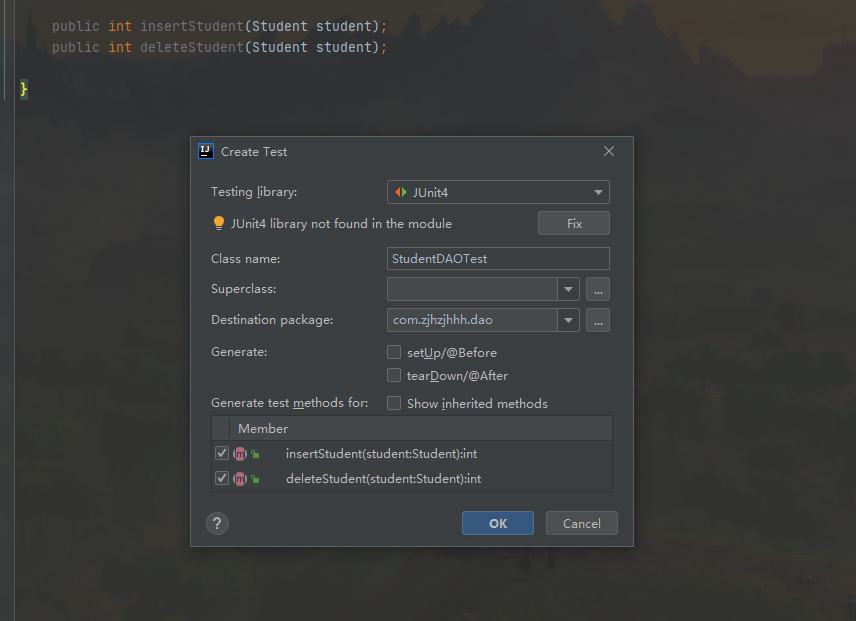 public int insertStudent(Student student);
public int deleteStudent(Student student);
}
IJ Create Test
Testing library: JUnit4
JUnit4 library not found in the module Fix
Class name: StudentDAOTest
Superclass: ...
Destination package: com.zjhzjhhh.dao ...
Generate: setUp/@Before
tearDown/@After
Generate test methods for: Show inherited methods
Member
m insertStudent(student:Student):int
m deleteStudent(student:Student):int
? OK Cancel